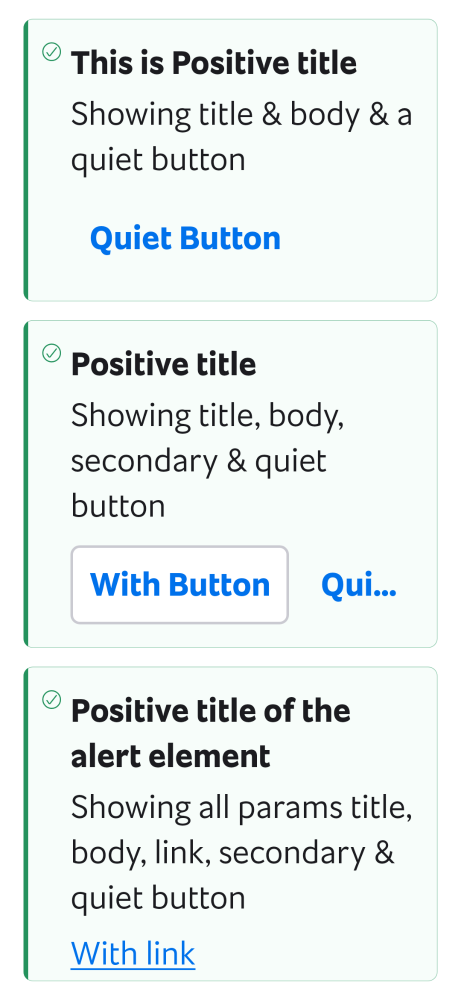 This is Positive title
Showing title & body & a
quiet button
Quiet Button
Positive title
Showing title, body,
secondary & quiet
button
With Button
Qui...
Positive title of the
alert element
Showing all params title,
body, link, secondary &
quiet button
With link